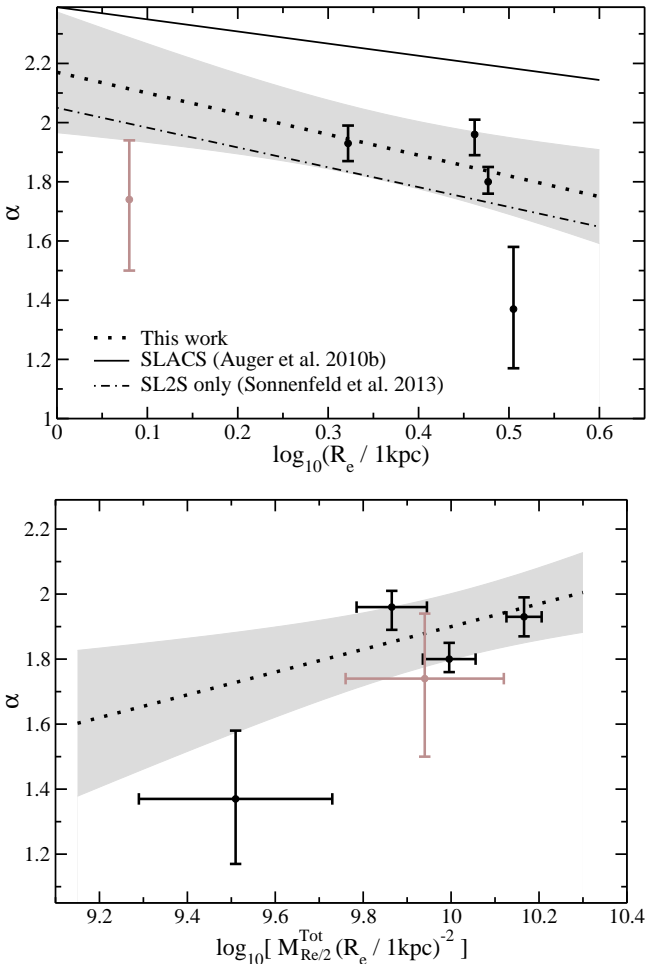 2.2
2
1.8
1.6
1.4
1.2
1
α
This work
SLACS (Auger et al. 2010b)
SL2S only (Sonnenfeld et al. 2013)
0 0.1 0.2 0.3 0.4 0.5 0.6
log10(Re / 1kpc)
2.2
2
1.8
1.6
1.4
1.2
α
9.2 9.4 9.6 9.8 10 10.2 10.4
log10[ M^Tot_Re/2 (Re / 1kpc)^-2 ]